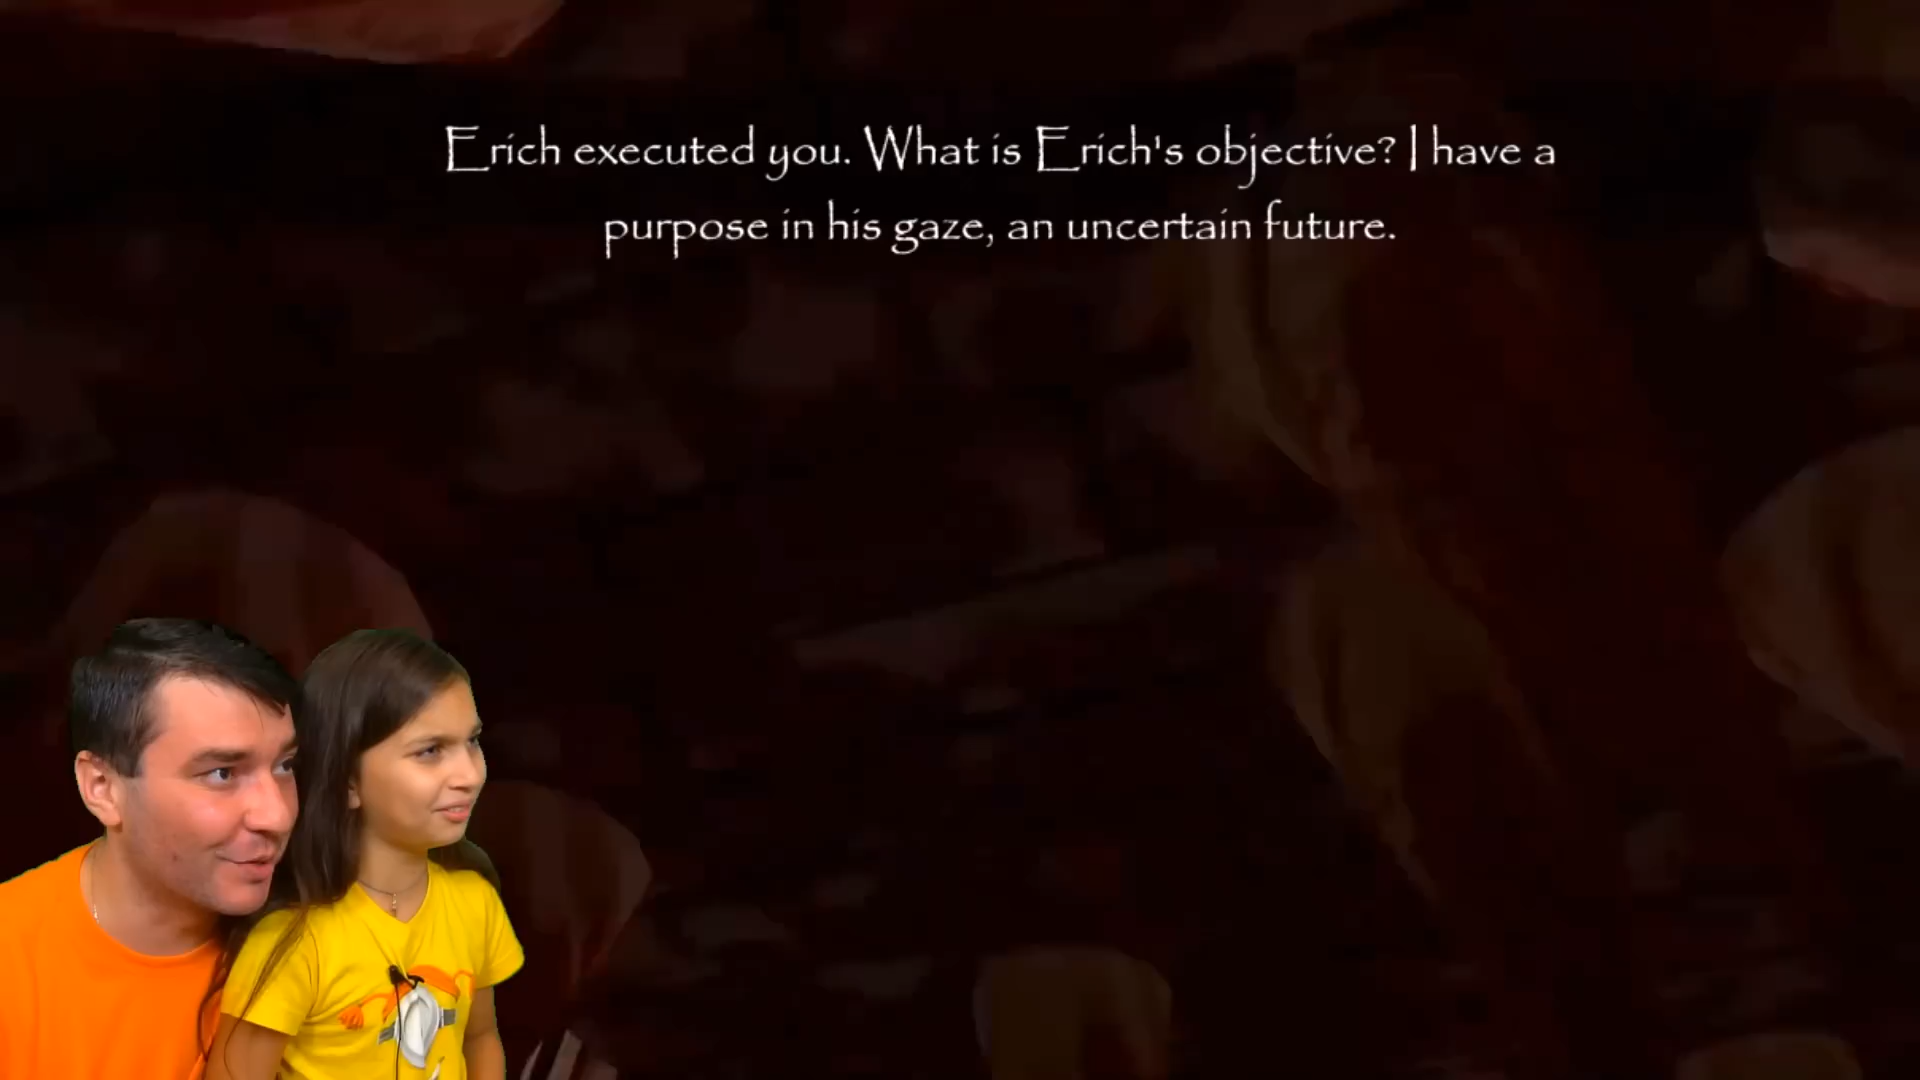 Erich executed you. What is Erich's objective? I have a
purpose in his gaze, an uncertain future.